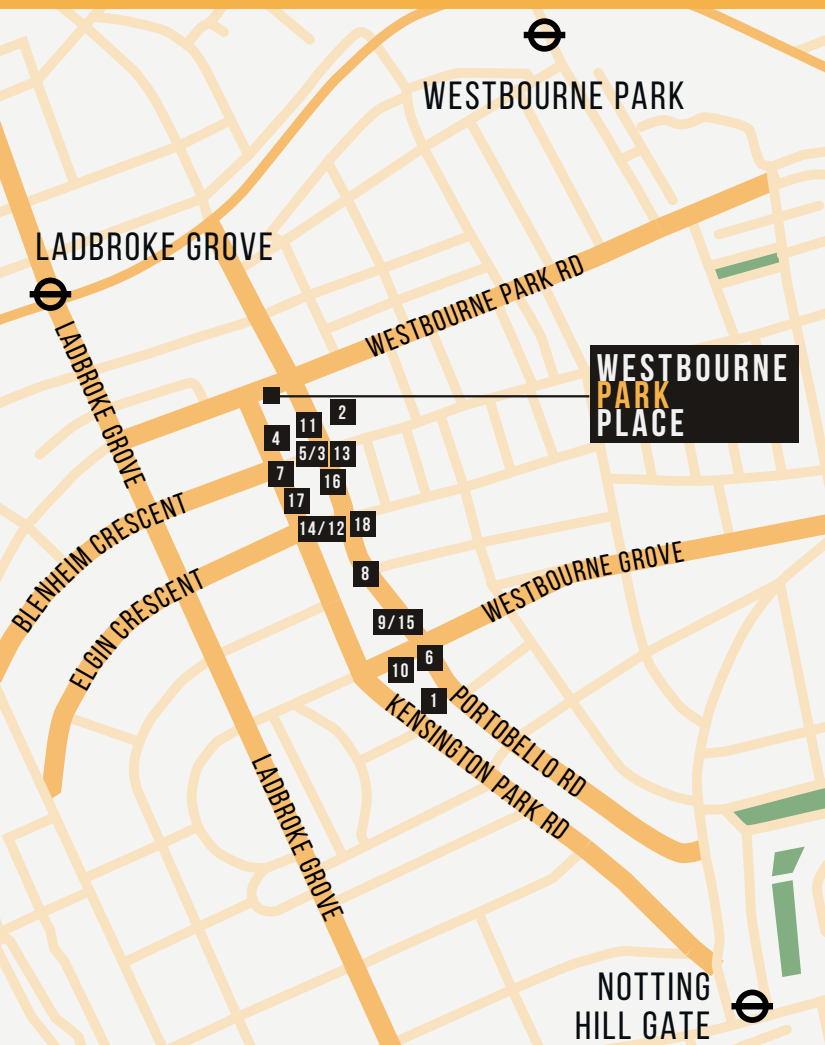 WESTBOURNE PARK
LADBROKE GROVE
WESTBOURNE PARK RD
LADBROKE GROVE
WESTBOURNE
PARK
PLACE
2
11
4
5/3
13
7
16
17
14/12
18
BLENHEIM CRESCENT
ELGIN CRESCENT
8
WESTBOURNE GROVE
9/15
6
10
1
PORTOBELLO RD
KENSINGTON PARK RD
LADBROKE GROVE
NOTTING
HILL GATE